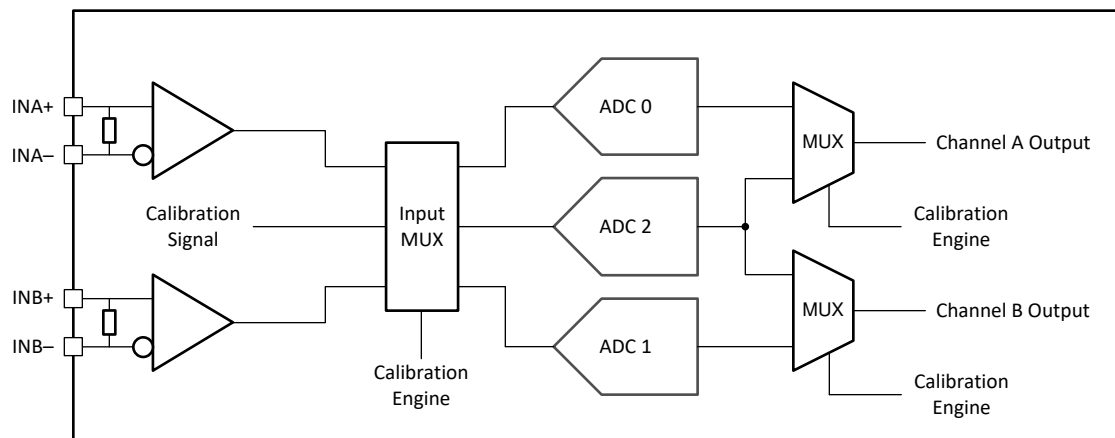 INA+
INA–
INB+
INB–
Calibration
Signal
Input
MUX
Calibration
Engine
ADC 0
ADC 2
ADC 1
MUX
Channel A Output
Calibration
Engine
MUX
Channel B Output
Calibration
Engine